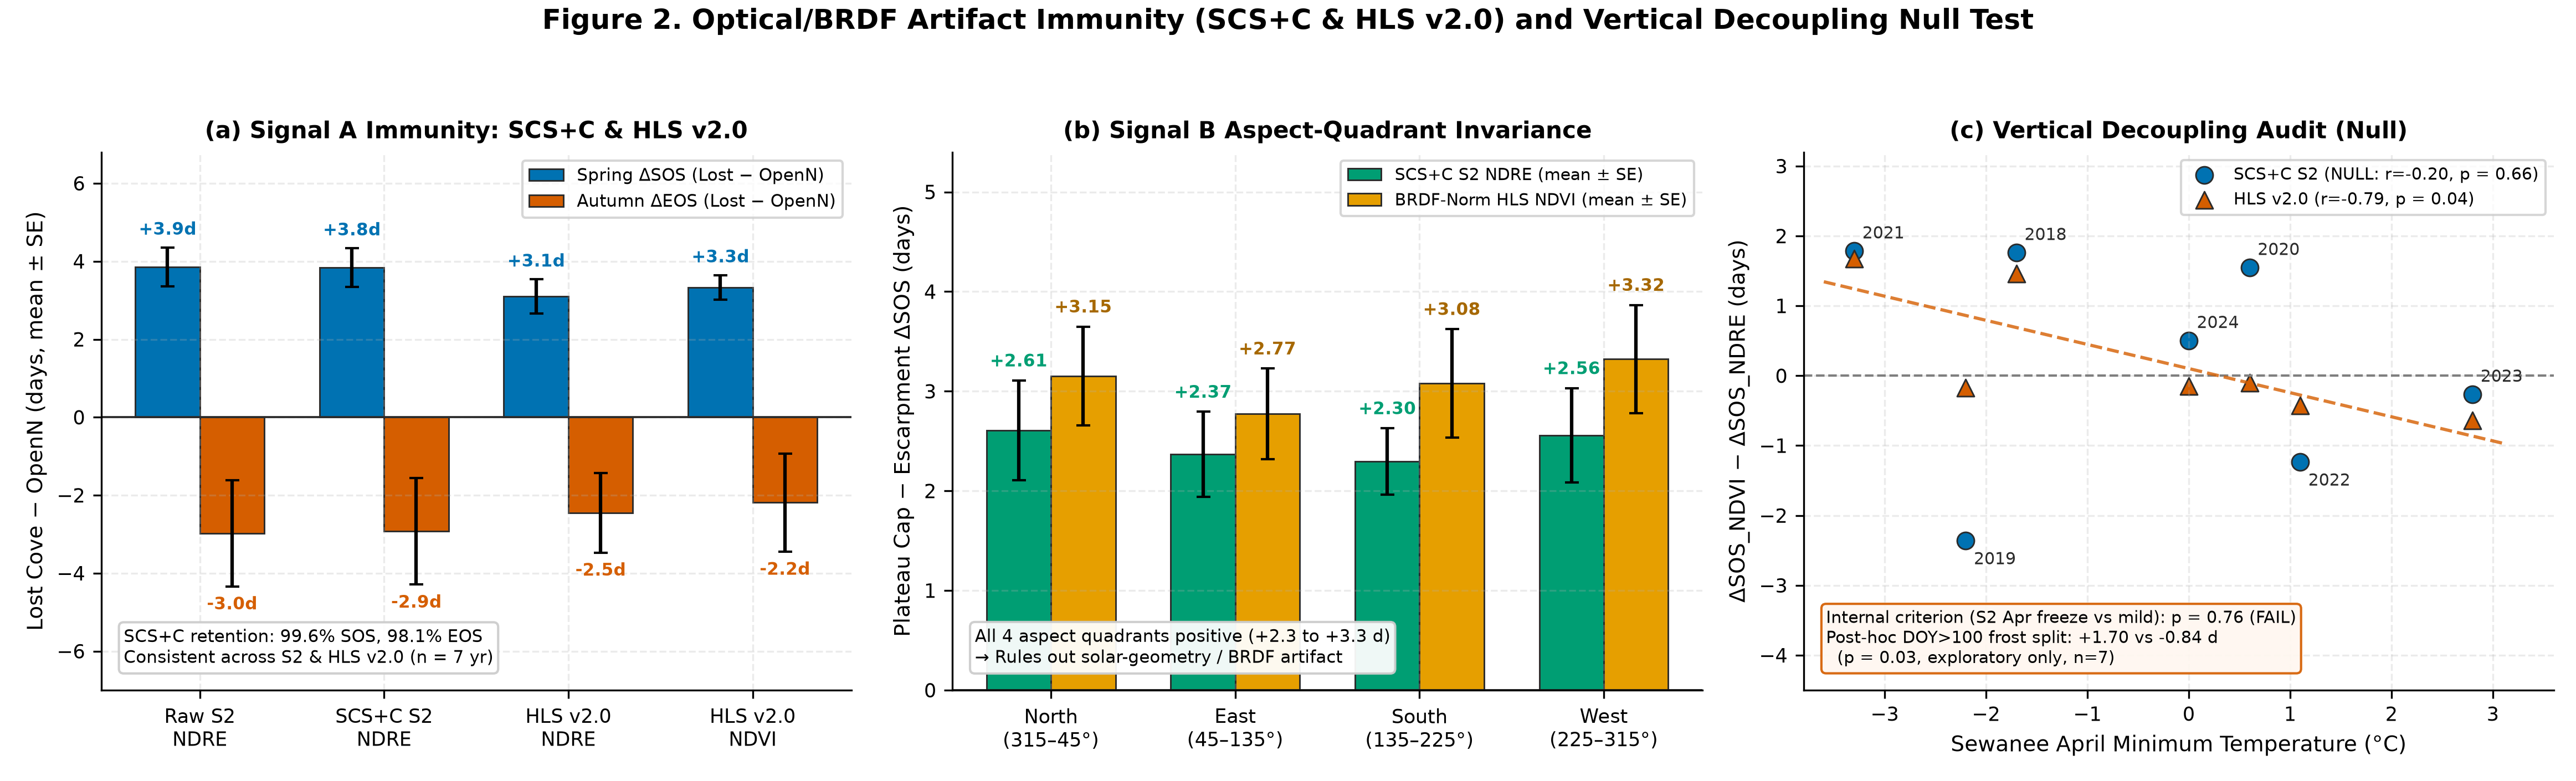 Figure 2. Optical/BRDF Artifact Immunity (SCS+C & HLS v2.0) and Vertical Decoupling Null Test
(a) Signal A Immunity: SCS+C & HLS v2.0
Lost Cove − OpenN (days, mean ± SE)
6
4
2
0
−2
−4
−6
Spring ΔSOS (Lost − OpenN)
Autumn ΔEOS (Lost − OpenN)
+3.9d
+3.8d
+3.1d
+3.3d
-3.0d
-2.9d
-2.5d
-2.2d
SCS+C retention: 99.6% SOS, 98.1% EOS
Consistent across S2 & HLS v2.0 (n = 7 yr)
Raw S2
NDRE
SCS+C S2
NDRE
HLS v2.0
NDRE
HLS v2.0
NDVI
(b) Signal B Aspect-Quadrant Invariance
Plateau Cap − Escarpment ΔSOS (days)
5
4
3
2
1
0
SCS+C S2 NDRE (mean ± SE)
BRDF-Norm HLS NDVI (mean ± SE)
+2.61
+3.15
+2.37
+2.77
+2.30
+3.08
+2.56
+3.32
All 4 aspect quadrants positive (+2.3 to +3.3 d)
→ Rules out solar-geometry / BRDF artifact
North
(315–45°)
East
(45–135°)
South
(135–225°)
West
(225–315°)
(c) Vertical Decoupling Audit (Null)
ΔSOS_NDVI − ΔSOS_NDRE (days)
3
2
1
0
−1
−2
−3
−4
SCS+C S2 (NULL: r=-0.20, p = 0.66)
HLS v2.0 (r=-0.79, p = 0.04)
2021
2018
2020
2024
2023
2022
2019
Internal criterion (S2 Apr freeze vs mild): p = 0.76 (FAIL)
Post-hoc DOY>100 frost split: +1.70 vs -0.84 d
(p = 0.03, exploratory only, n=7)
−3
−2
−1
0
1
2
3
Sewanee April Minimum Temperature (°C)